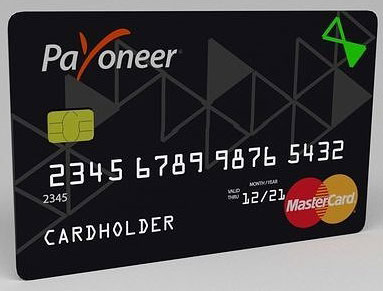 Payoneer
2345 6789 9876 5432
2345
MONTH/YEAR
VALID THRU 12/21
CARDHOLDER
MasterCard